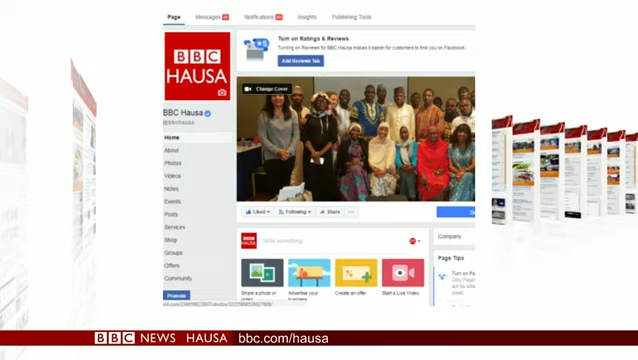 Page Messages Notifications Insights Publishing Tools
Turn on Ratings & Reviews
Turning on Reviews for BBC Hausa makes it easier for customers to find you on Facebook.
Add Reviews Tab
BBC
HAUSA
Change Cover
BBC Hausa
@bbchausa
Home
About
Photos
Videos
Notes
Events
Posts
Services
Shop
Groups
Offers
Community
Promote
Liked Following Share
Write something...
Share a photo or
video
Advertise your
business
Create an offer
Start a Live Video
Company
Page Tips
BBC NEWS HAUSA bbc.com/hausa